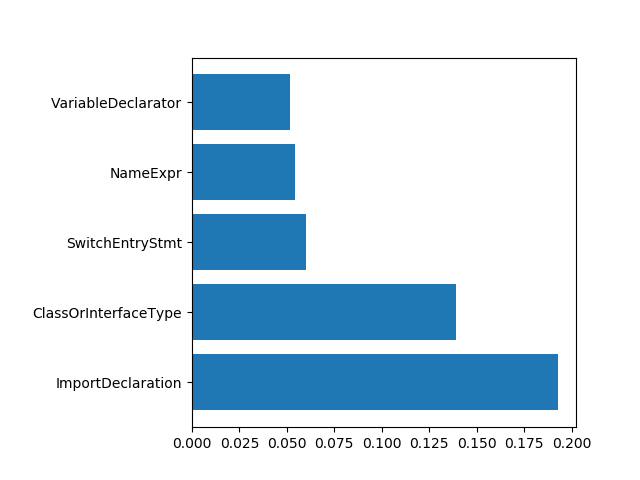 VariableDeclarator
NameExpr
SwitchEntryStmt
ClassOrInterfaceType
ImportDeclaration
0.000 0.025 0.050 0.075 0.100 0.125 0.150 0.175 0.200